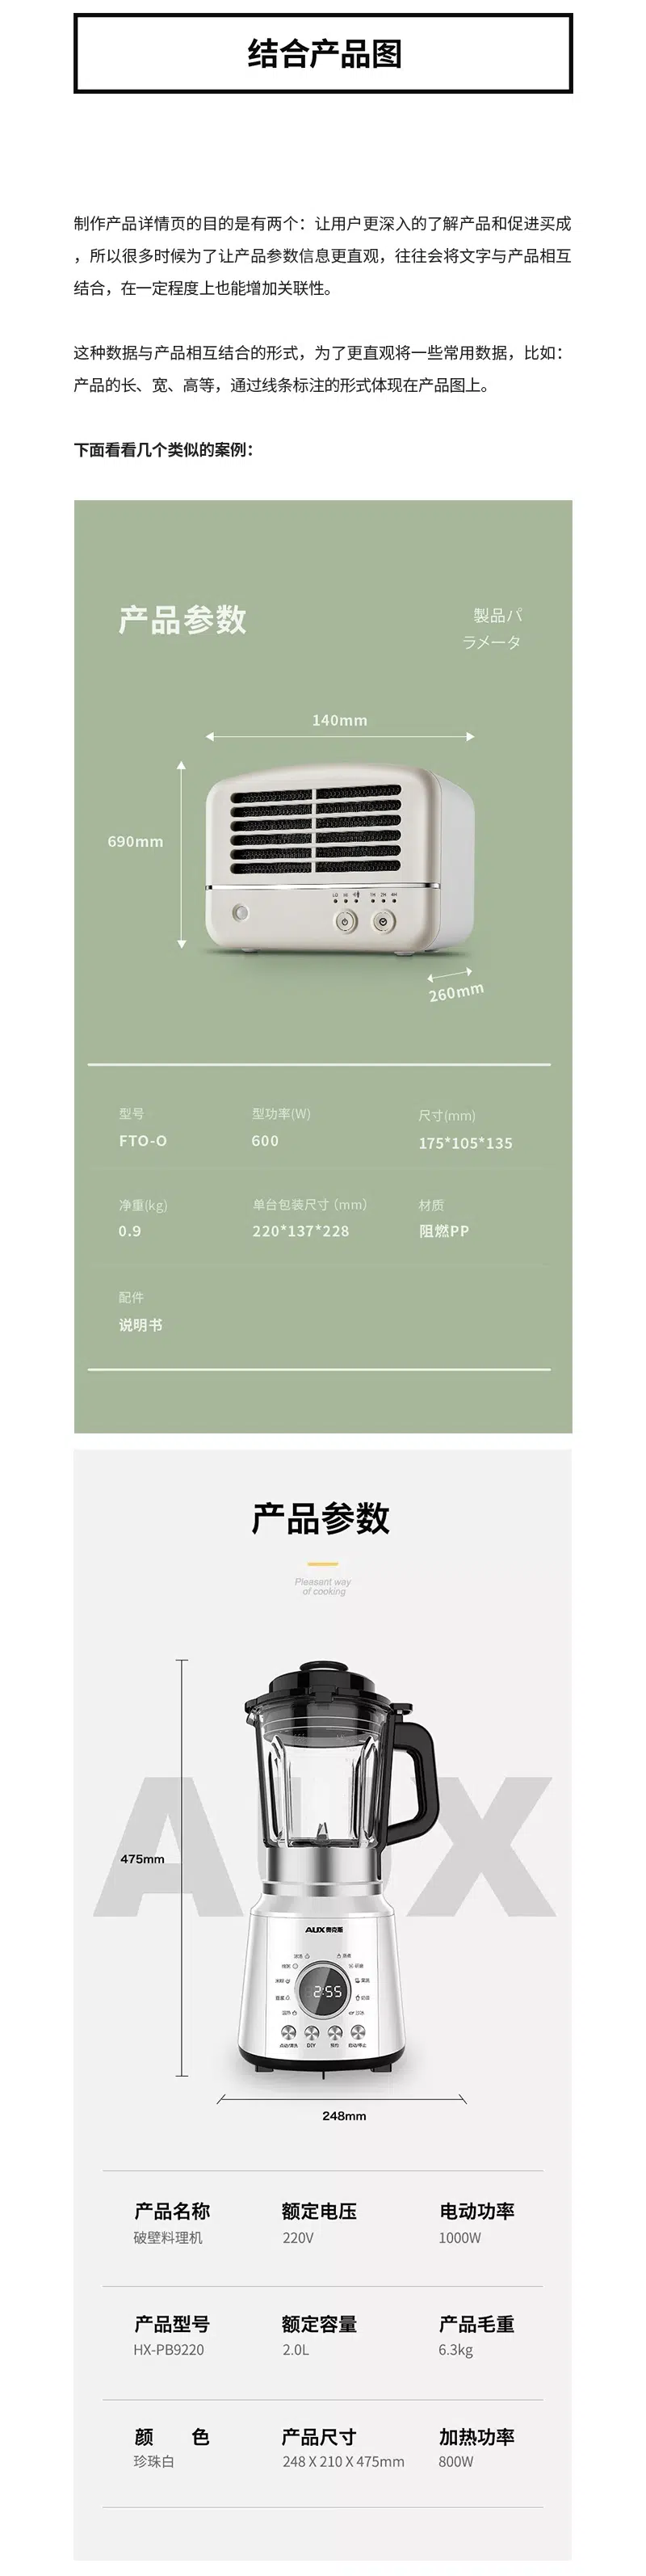 结合产品图
制作产品详情页的目的是有两个：让用户更深入的了解产品和促进买成
，所以很多时候为了让产品参数信息更直观，往往会将文字与产品相互
结合，在一定程度上也能增加关联性。
这种数据与产品相互结合的形式，为了更直观将一些常用数据，比如：
产品的长、宽、高等，通过线条标注的形式体现在产品图上。
下面看看几个类似的案例：
产品参数
製品パ
ラメータ
140mm
690mm
260mm
型号
型功率(W)
尺寸(mm)
FTO-O
600
175*105*135
净重(kg)
单台包装尺寸（mm）
材质
0.9
220*137*228
阻燃PP
配件
说明书
产品参数
Pleasant way
of cooking
AUX
475mm
AUX 奥克斯
2:55
DIY
248mm
产品名称
额定电压
电动功率
破壁料理机
220V
1000W
产品型号
额定容量
产品毛重
HX-PB9220
2.0L
6.3kg
颜 色
产品尺寸
加热功率
珍珠白
248 X 210 X 475mm
800W